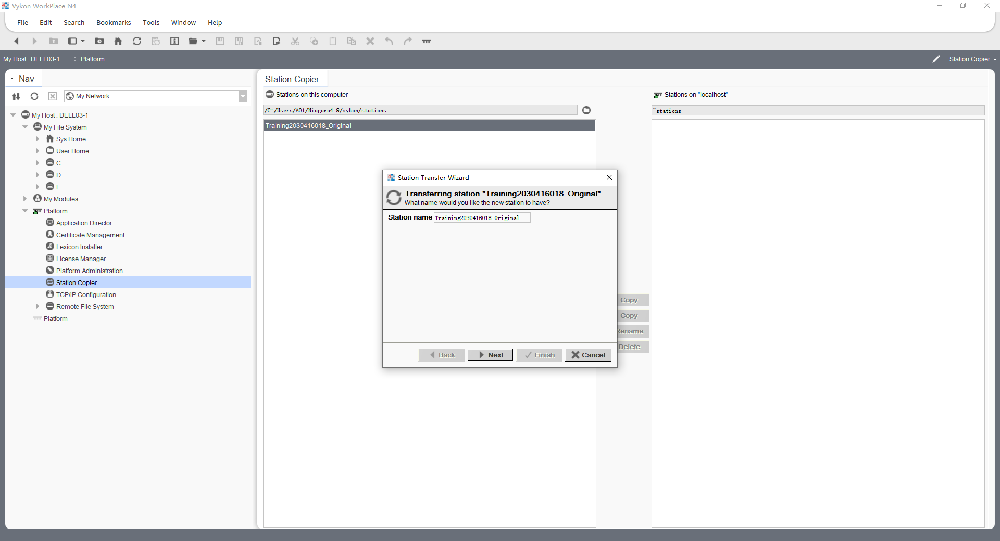 Vykon WorkPlace N4
File Edit Search Bookmarks Tools Window Help
My Host : DELL03-1 : Platform
Station Copier
Nav
My Network
My Host : DELL03-1
My File System
Sys Home
User Home
C:
D:
E:
My Modules
Platform
Application Director
Certificate Management
Lexicon Installer
License Manager
Platform Administration
Station Copier
TCP/IP Configuration
Remote File System
Platform
Station Copier
Stations on this computer
/C:/Users/A01/Niagara4.9/vykon/stations
Training2030416018_Original
Stations on "localhost"
~stations
Copy
Copy
Rename
Delete
Station Transfer Wizard
Transferring station "Training2030416018_Original"
What name would you like the new station to have?
Station name Training2030416018_Original
Back Next Finish Cancel